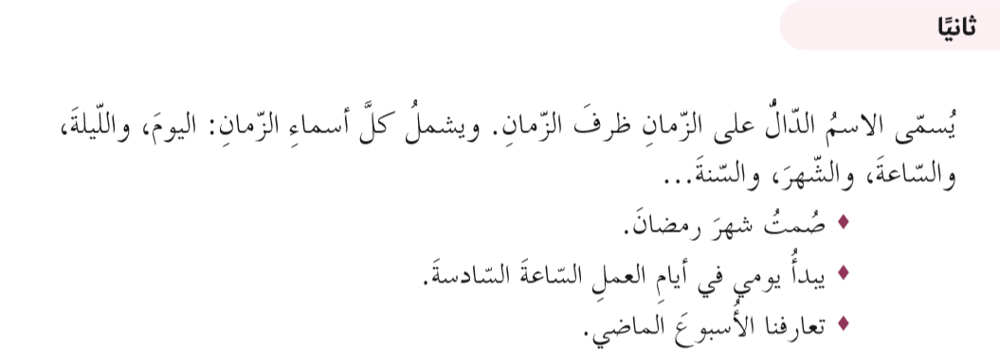 ثانيًا
يُسمّى الاسمُ الدّالُّ على الزّمانِ ظرفَ الزّمانِ. ويشملُ كلَّ أسماءِ الزّمانِ: اليومَ، واللّيلةَ،
والسّاعةَ، والشّهرَ، والسّنةَ...
♦ صُمتُ شهرَ رمضانَ.
♦ يبدأُ يومي في أيامِ العملِ السّاعةَ السّادسةَ.
♦ تعارفنا الأُسبوعَ الماضي.